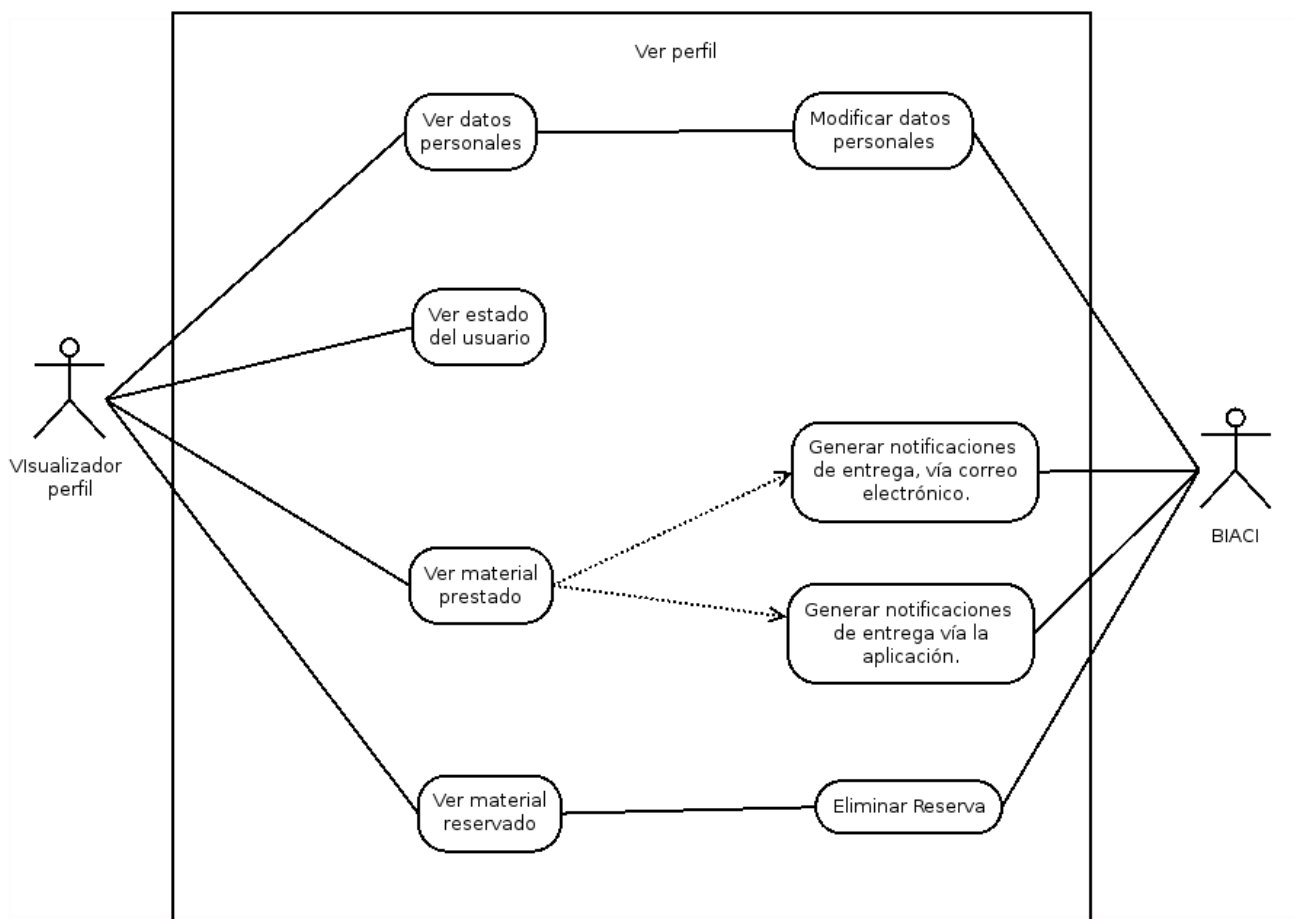 Ver perfil
Ver datos
personales
Modificar datos
personales
Ver estado
del usuario
VIsualizador
perfil
Generar notificaciones
de entrega, vía correo
electrónico.
BIACI
Ver material
prestado
Generar notificaciones
de entrega vía la
aplicación.
Ver material
reservado
Eliminar Reserva